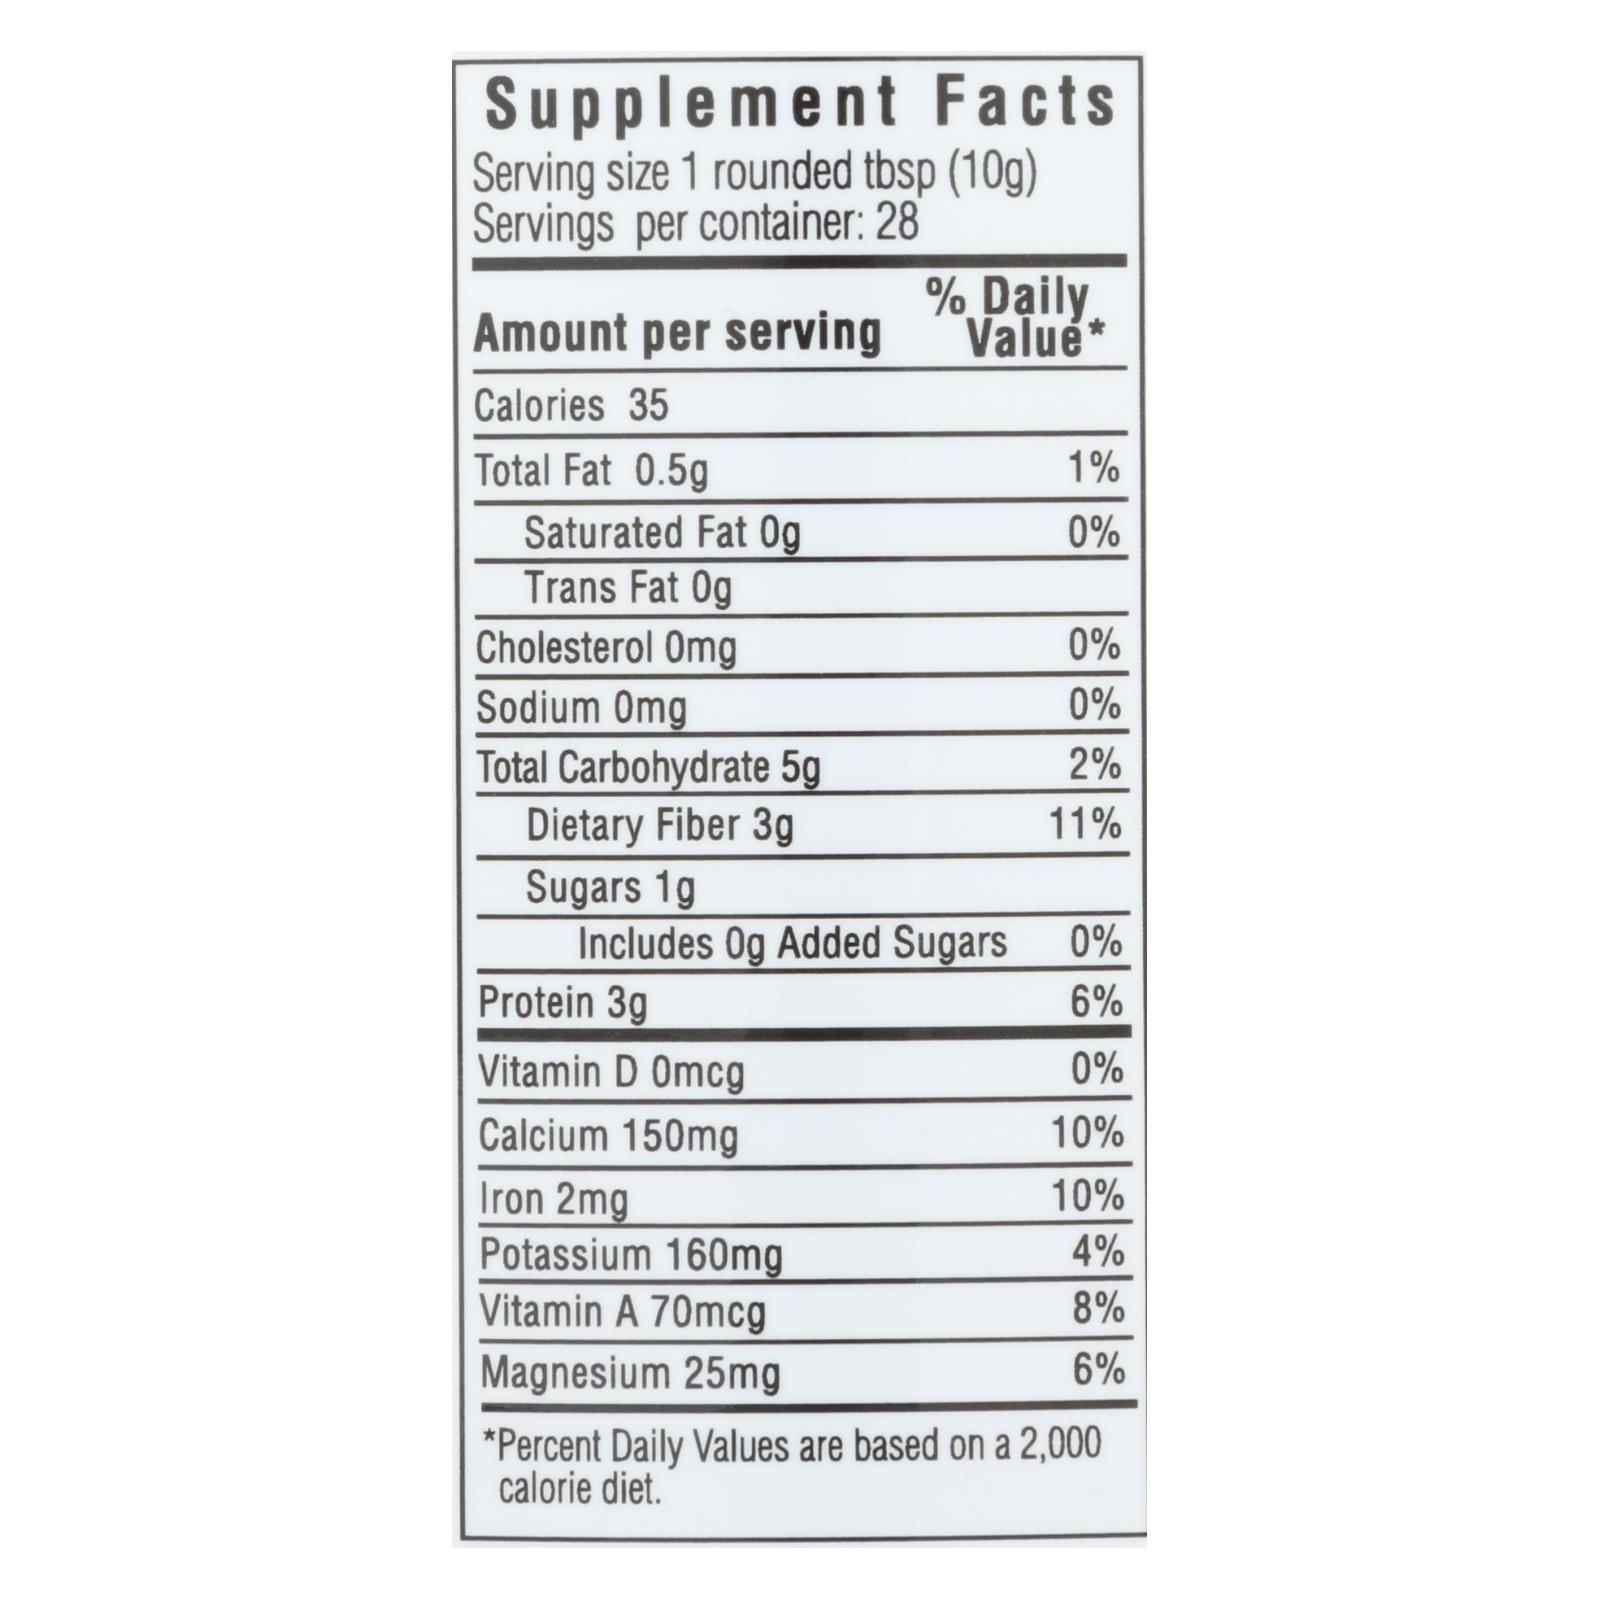 Supplement Facts
Serving size 1 rounded tbsp (10g)
Servings per container: 28
% Daily
Amount per serving Value*
Calories 35
Total Fat 0.5g 1%
Saturated Fat 0g 0%
Trans Fat 0g
Cholesterol 0mg 0%
Sodium 0mg 0%
Total Carbohydrate 5g 2%
Dietary Fiber 3g 11%
Sugars 1g
Includes 0g Added Sugars 0%
Protein 3g 6%
Vitamin D 0mcg 0%
Calcium 150mg 10%
Iron 2mg 10%
Potassium 160mg 4%
Vitamin A 70mcg 8%
Magnesium 25mg 6%
*Percent Daily Values are based on a 2,000
calorie diet.